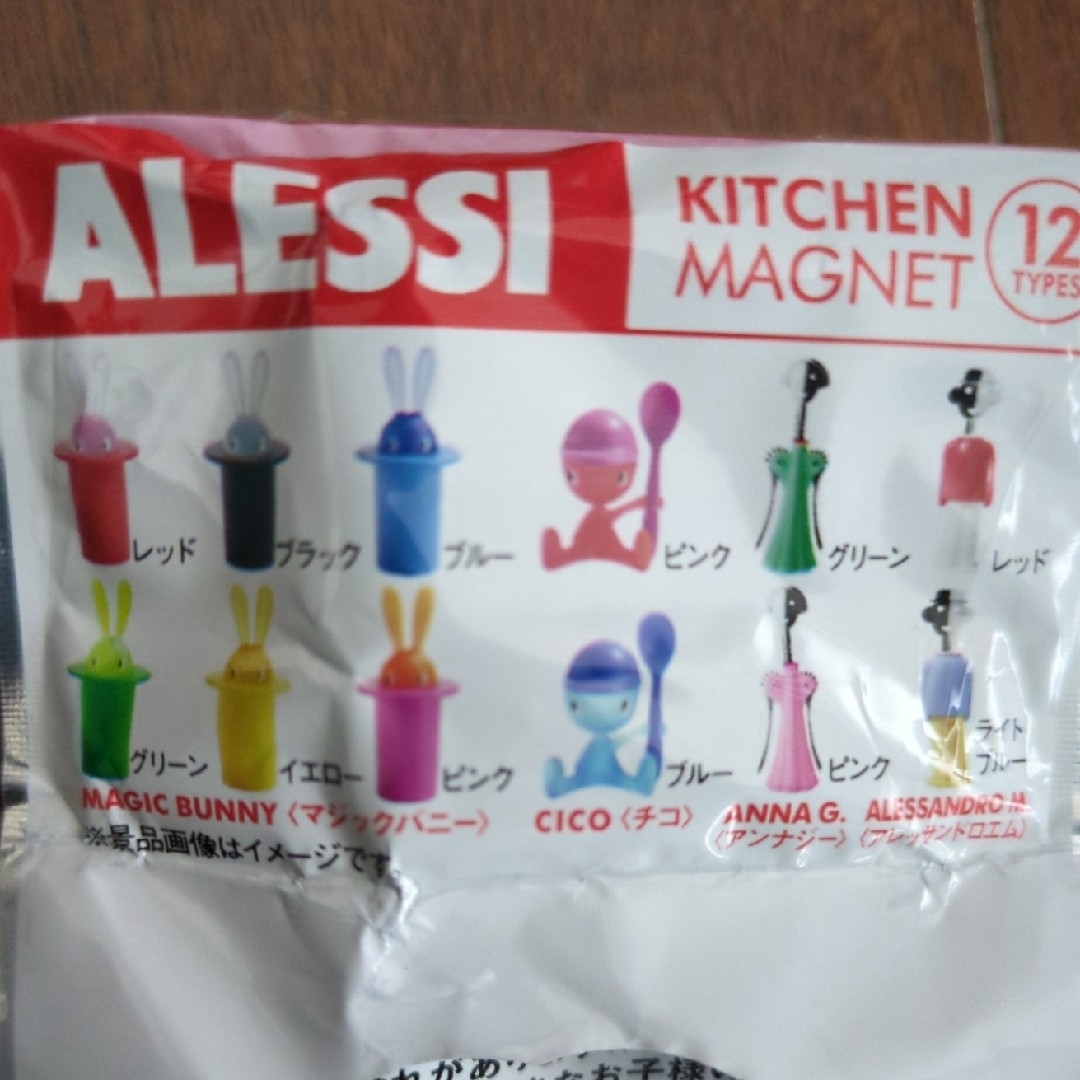 ALESSI
KITCHEN
MAGNET
12
TYPES
レッド
ブラック
ブルー
ピンク
グリーン
レッド
グリーン
イエロー
ピンク
ブルー
ピンク
ライト
ブルー
MAGIC BUNNY〈マジックバニー〉
CICO〈チコ〉
ANNA G.
〈アンナジー〉
ALESSANDRO M.
〈アレッサンドロエム〉
※景品画像はイメージです。
お子様